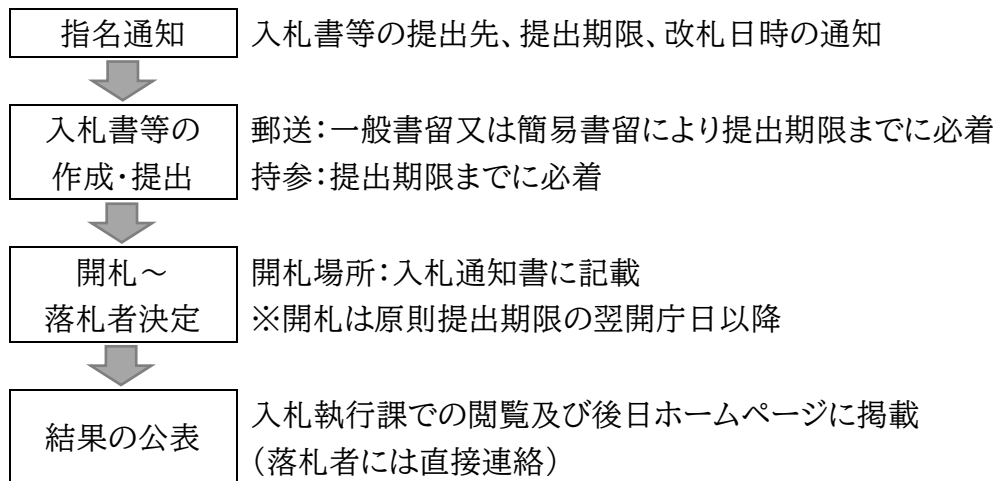 指名通知
入札書等の提出先、提出期限、改札日時の通知
入札書等の
作成・提出
郵送：一般書留又は簡易書留により提出期限までに必着
持参：提出期限までに必着
開札～
落札者決定
開札場所：入札通知書に記載
※開札は原則提出期限の翌開庁日以降
結果の公表
入札執行課での閲覧及び後日ホームページに掲載
（落札者には直接連絡）